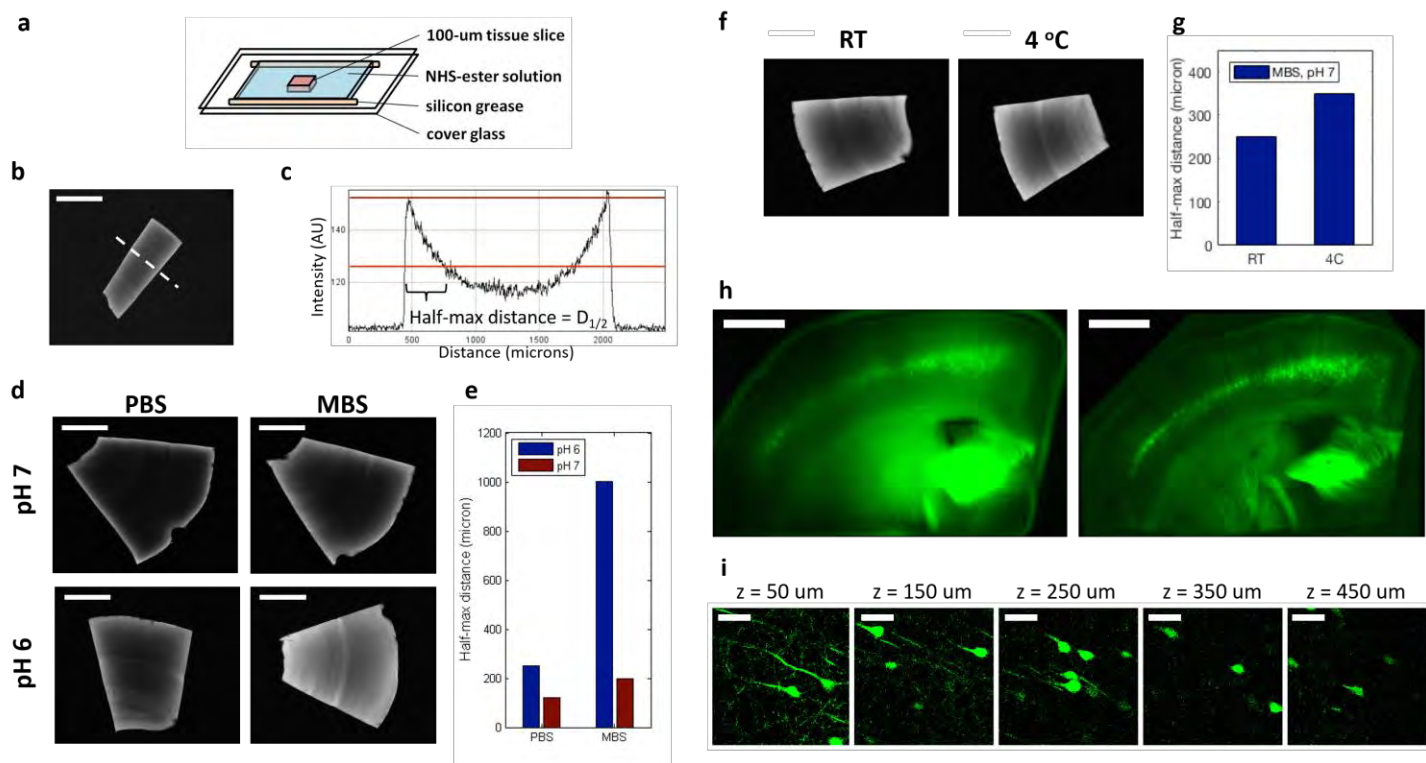 a
100-um tissue slice
NHS-ester solution
silicon grease
cover glass
b
c
Intensity (AU)
140
120
Half-max distance = D1/2
0
500
1000
1500
2000
Distance (microns)
d
PBS
MBS
pH 7
pH 6
e
Half-max distance (micron)
1200
1000
800
600
400
200
0
pH 6
pH 7
PBS
MBS
f
RT
4 °C
g
Half-max distance (micron)
400
300
200
100
0
MBS, pH 7
RT
4C
h
i
z = 50 um
z = 150 um
z = 250 um
z = 350 um
z = 450 um